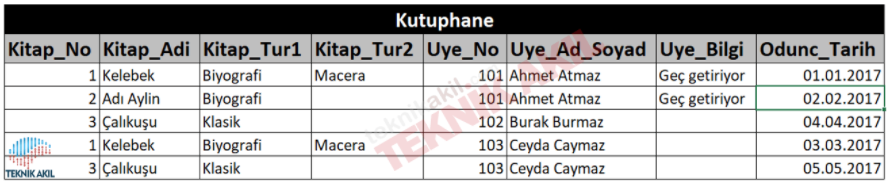 Kutuphane
Kitap_No Kitap_Adi Kitap_Tur1 Kitap_Tur2 Uye_No Uye_Ad_Soyad Uye_Bilgi Odunc_Tarih
1 Kelebek Biyografi Macera 101 Ahmet Atmaz Geç getiriyor 01.01.2017
2 Adı Aylin Biyografi 101 Ahmet Atmaz Geç getiriyor 02.02.2017
3 Çalıkuşu Klasik 102 Burak Burmaz 04.04.2017
1 Kelebek Biyografi Macera 103 Ceyda Caymaz 03.03.2017
3 Çalıkuşu Klasik 103 Ceyda Caymaz 05.05.2017
teknikakil.com
TEKNİK AKIL
TEKNİK AKIL